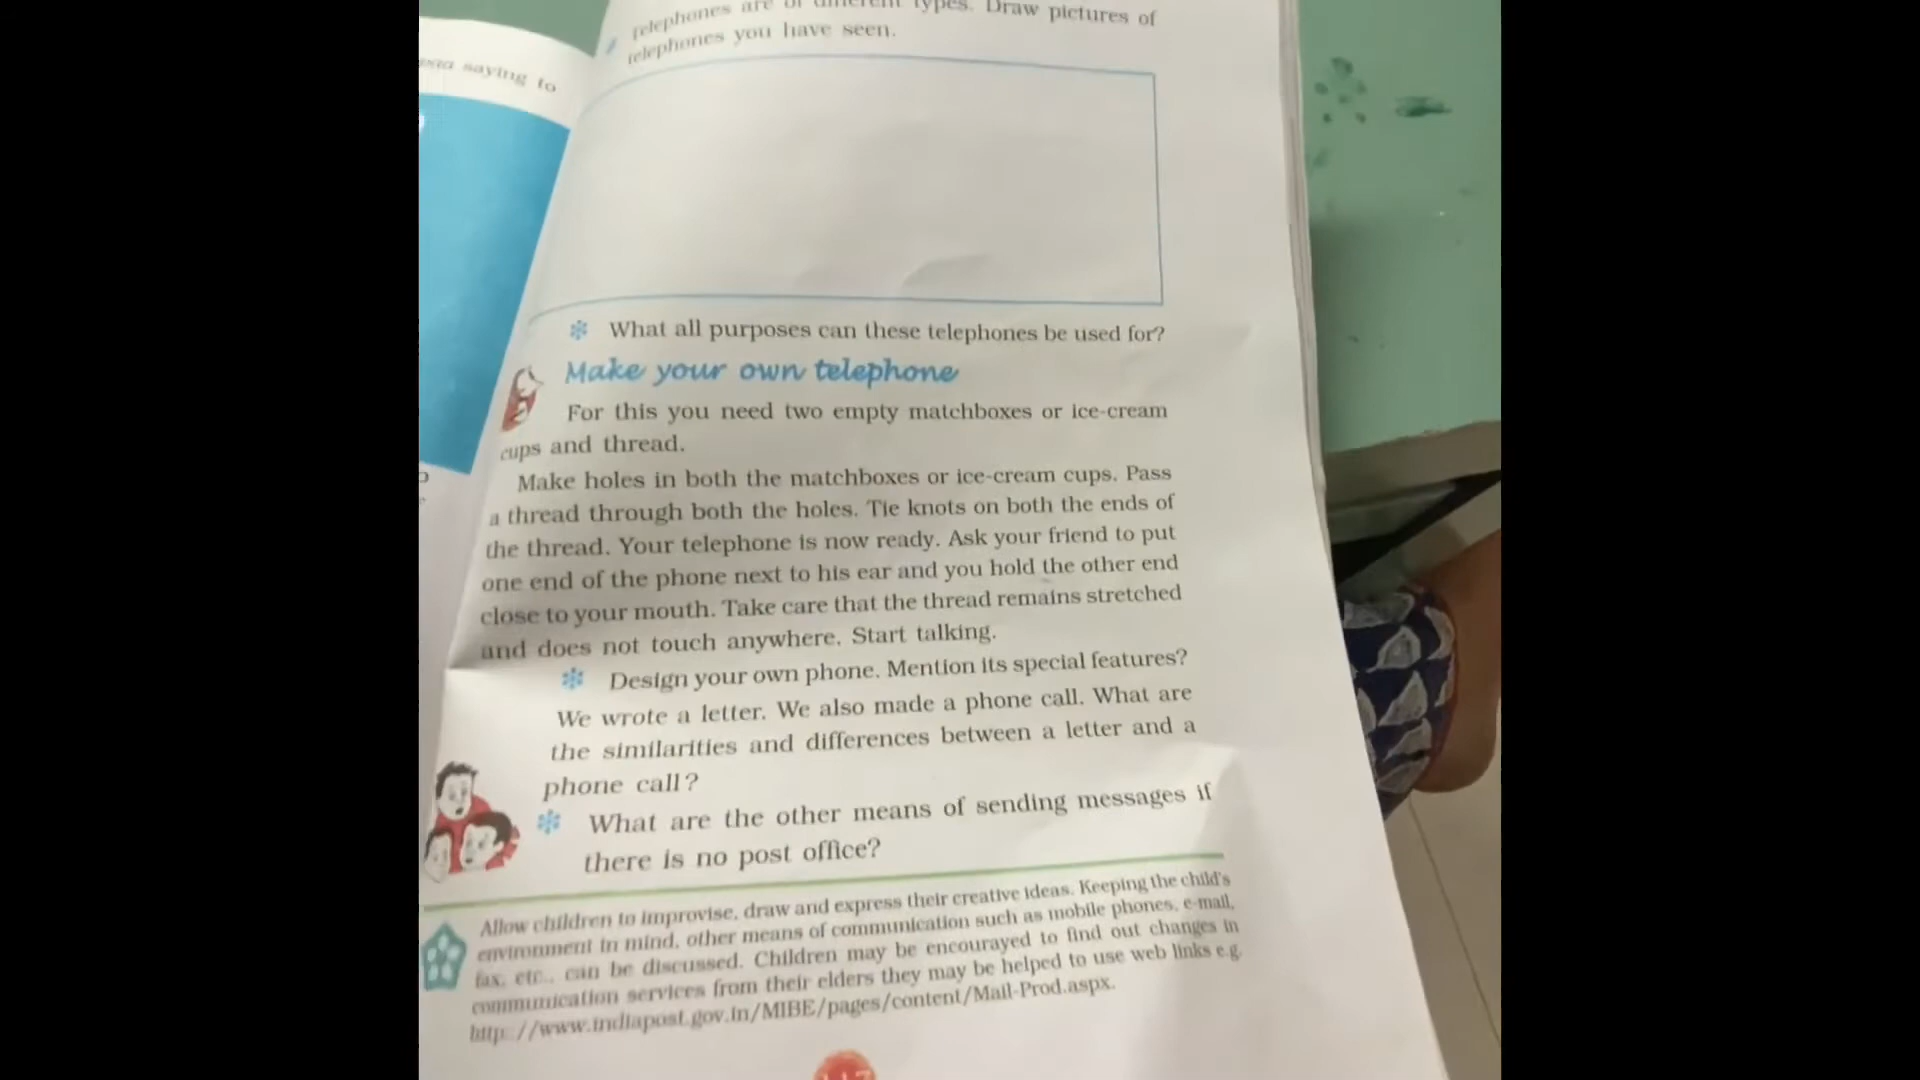 saying to
telephones are of different types. Draw pictures of
telephones you have seen.
What all purposes can these telephones be used for?
Make your own telephone
For this you need two empty matchboxes or ice-cream
cups and thread.
Make holes in both the matchboxes or ice-cream cups. Pass
a thread through both the holes. Tie knots on both the ends of
the thread. Your telephone is now ready. Ask your friend to put
one end of the phone next to his ear and you hold the other end
close to your mouth. Take care that the thread remains stretched
and does not touch anywhere. Start talking.
Design your own phone. Mention its special features?
We wrote a letter. We also made a phone call. What are
the similarities and differences between a letter and a
phone call?
What are the other means of sending messages if
there is no post office?
Allow children to improvise, draw and express their creative ideas. Keeping the child's
environment in mind, other means of communication such as mobile phones, e-mail,
fax, etc., can be discussed. Children may be encourayed to find out changes in
communication services from their elders they may be helped to use web links e.g.
http://www.indiapost.gov.in/MIBE/pages/content/Mail-Prod.aspx.
117